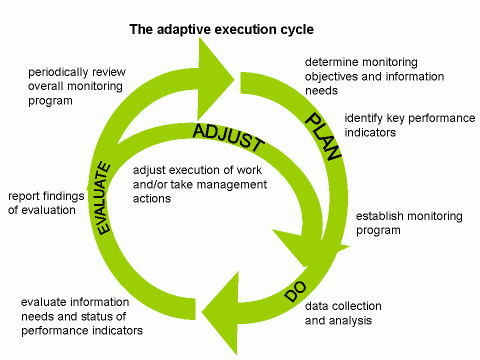 The adaptive execution cycle
determine monitoring
objectives and information
needs
periodically review
overall monitoring
program
identify key performance
indicators
PLAN
ADJUST
adjust execution of work
and/or take management
actions
EVALUATE
report findings
of evaluation
establish monitoring
program
DO
data collection
and analysis
evaluate information
needs and status of
performance indicators